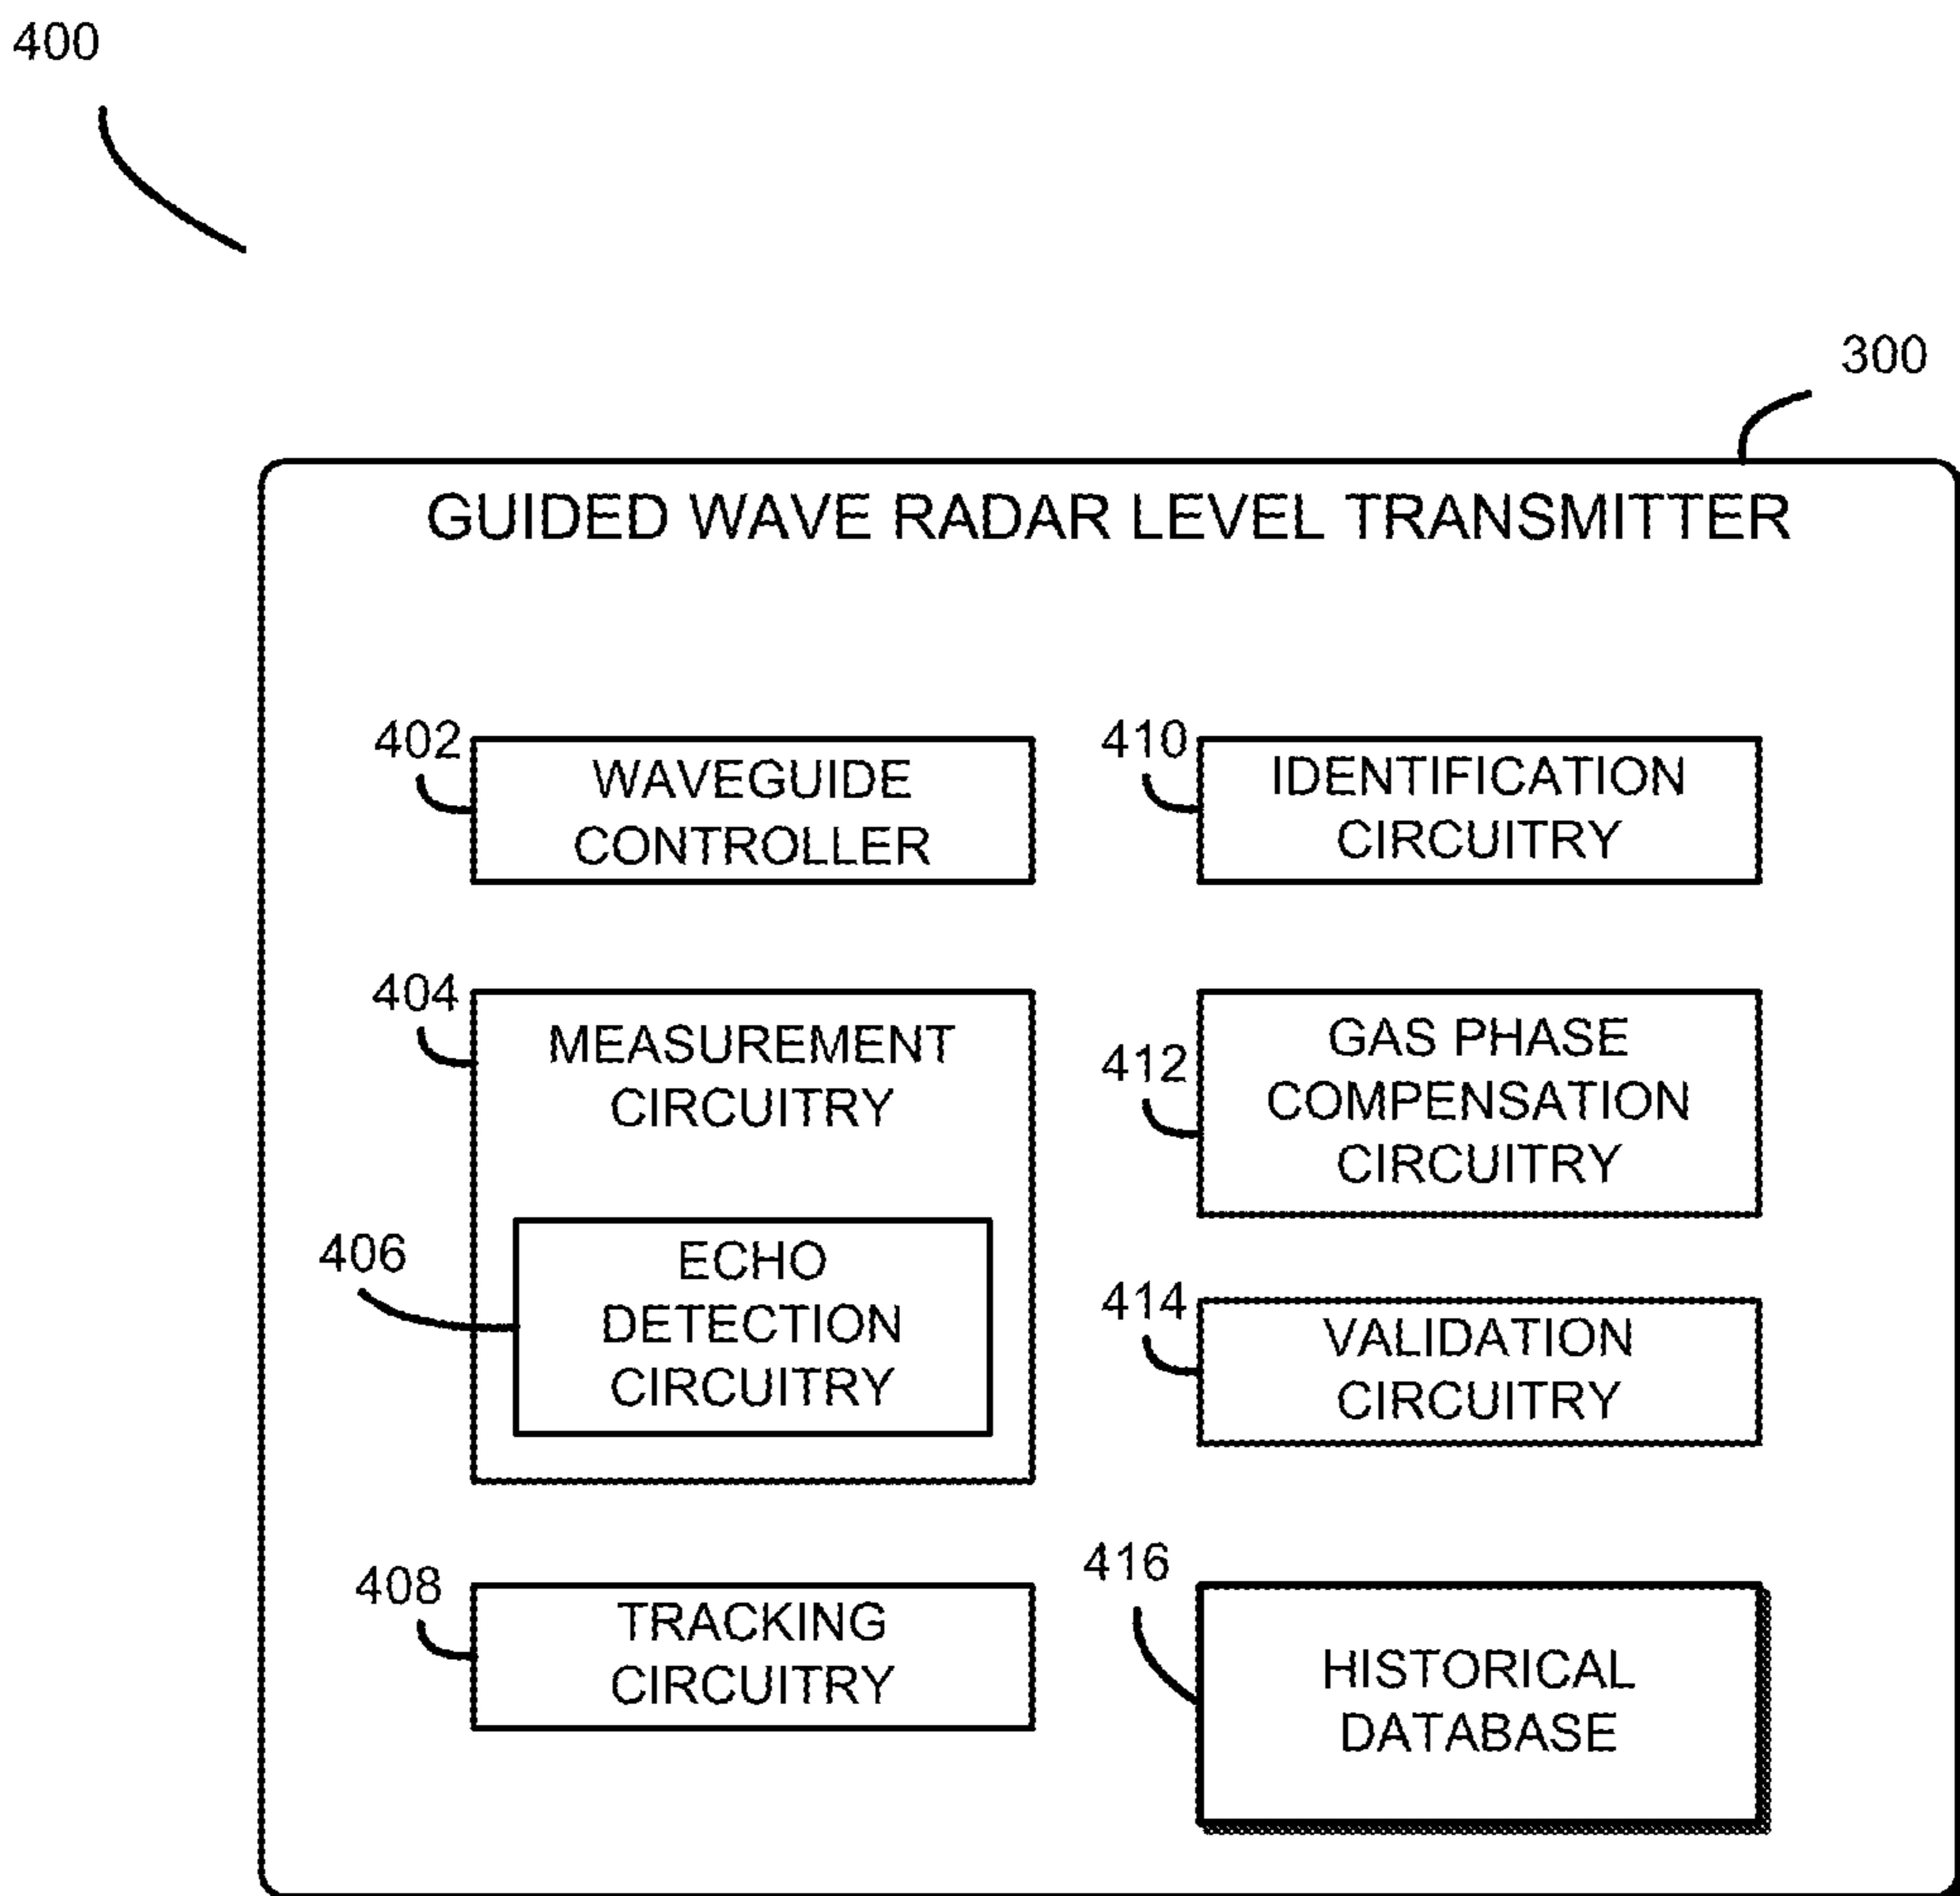 400
300
GUIDED WAVE RADAR LEVEL TRANSMITTER
402
WAVEGUIDE
CONTROLLER
410
IDENTIFICATION
CIRCUITRY
404
MEASUREMENT
CIRCUITRY
406
ECHO
DETECTION
CIRCUITRY
412
GAS PHASE
COMPENSATION
CIRCUITRY
414
VALIDATION
CIRCUITRY
408
TRACKING
CIRCUITRY
416
HISTORICAL
DATABASE